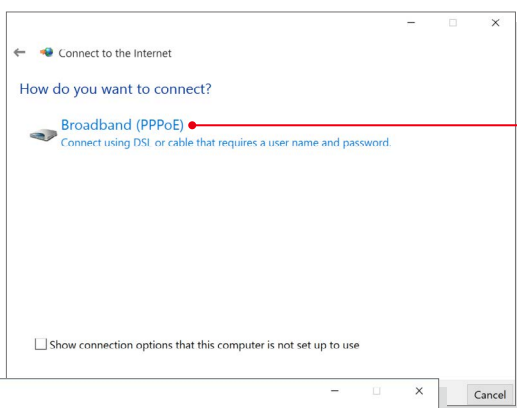 Connect to the Internet
How do you want to connect?
Broadband (PPPoE)
Connect using DSL or cable that requires a user name and password.
Show connection options that this computer is not set up to use
Cancel